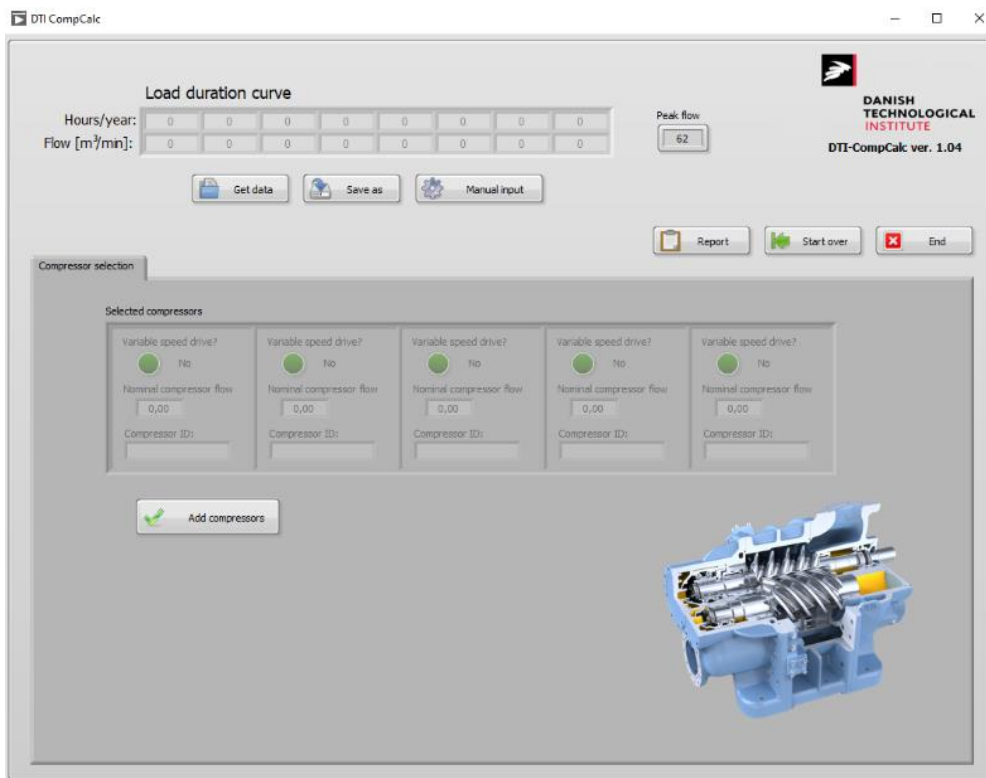 DTI CompCalc
Load duration curve
Hours/year: 0 0 0 0 0 0 0 0
Flow [m³/min]: 0 0 0 0 0 0 0 0
Peak flow
62
DANISH
TECHNOLOGICAL
INSTITUTE
DTI-CompCalc ver. 1.04
Get data Save as Manual input
Report Start over End
Compressor selection
Selected compressors
Variable speed drive? Variable speed drive? Variable speed drive? Variable speed drive? Variable speed drive?
No No No No No
Nominal compressor flow Nominal compressor flow Nominal compressor flow Nominal compressor flow Nominal compressor flow
0,00 0,00 0,00 0,00 0,00
Compressor ID: Compressor ID: Compressor ID: Compressor ID: Compressor ID:
Add compressors